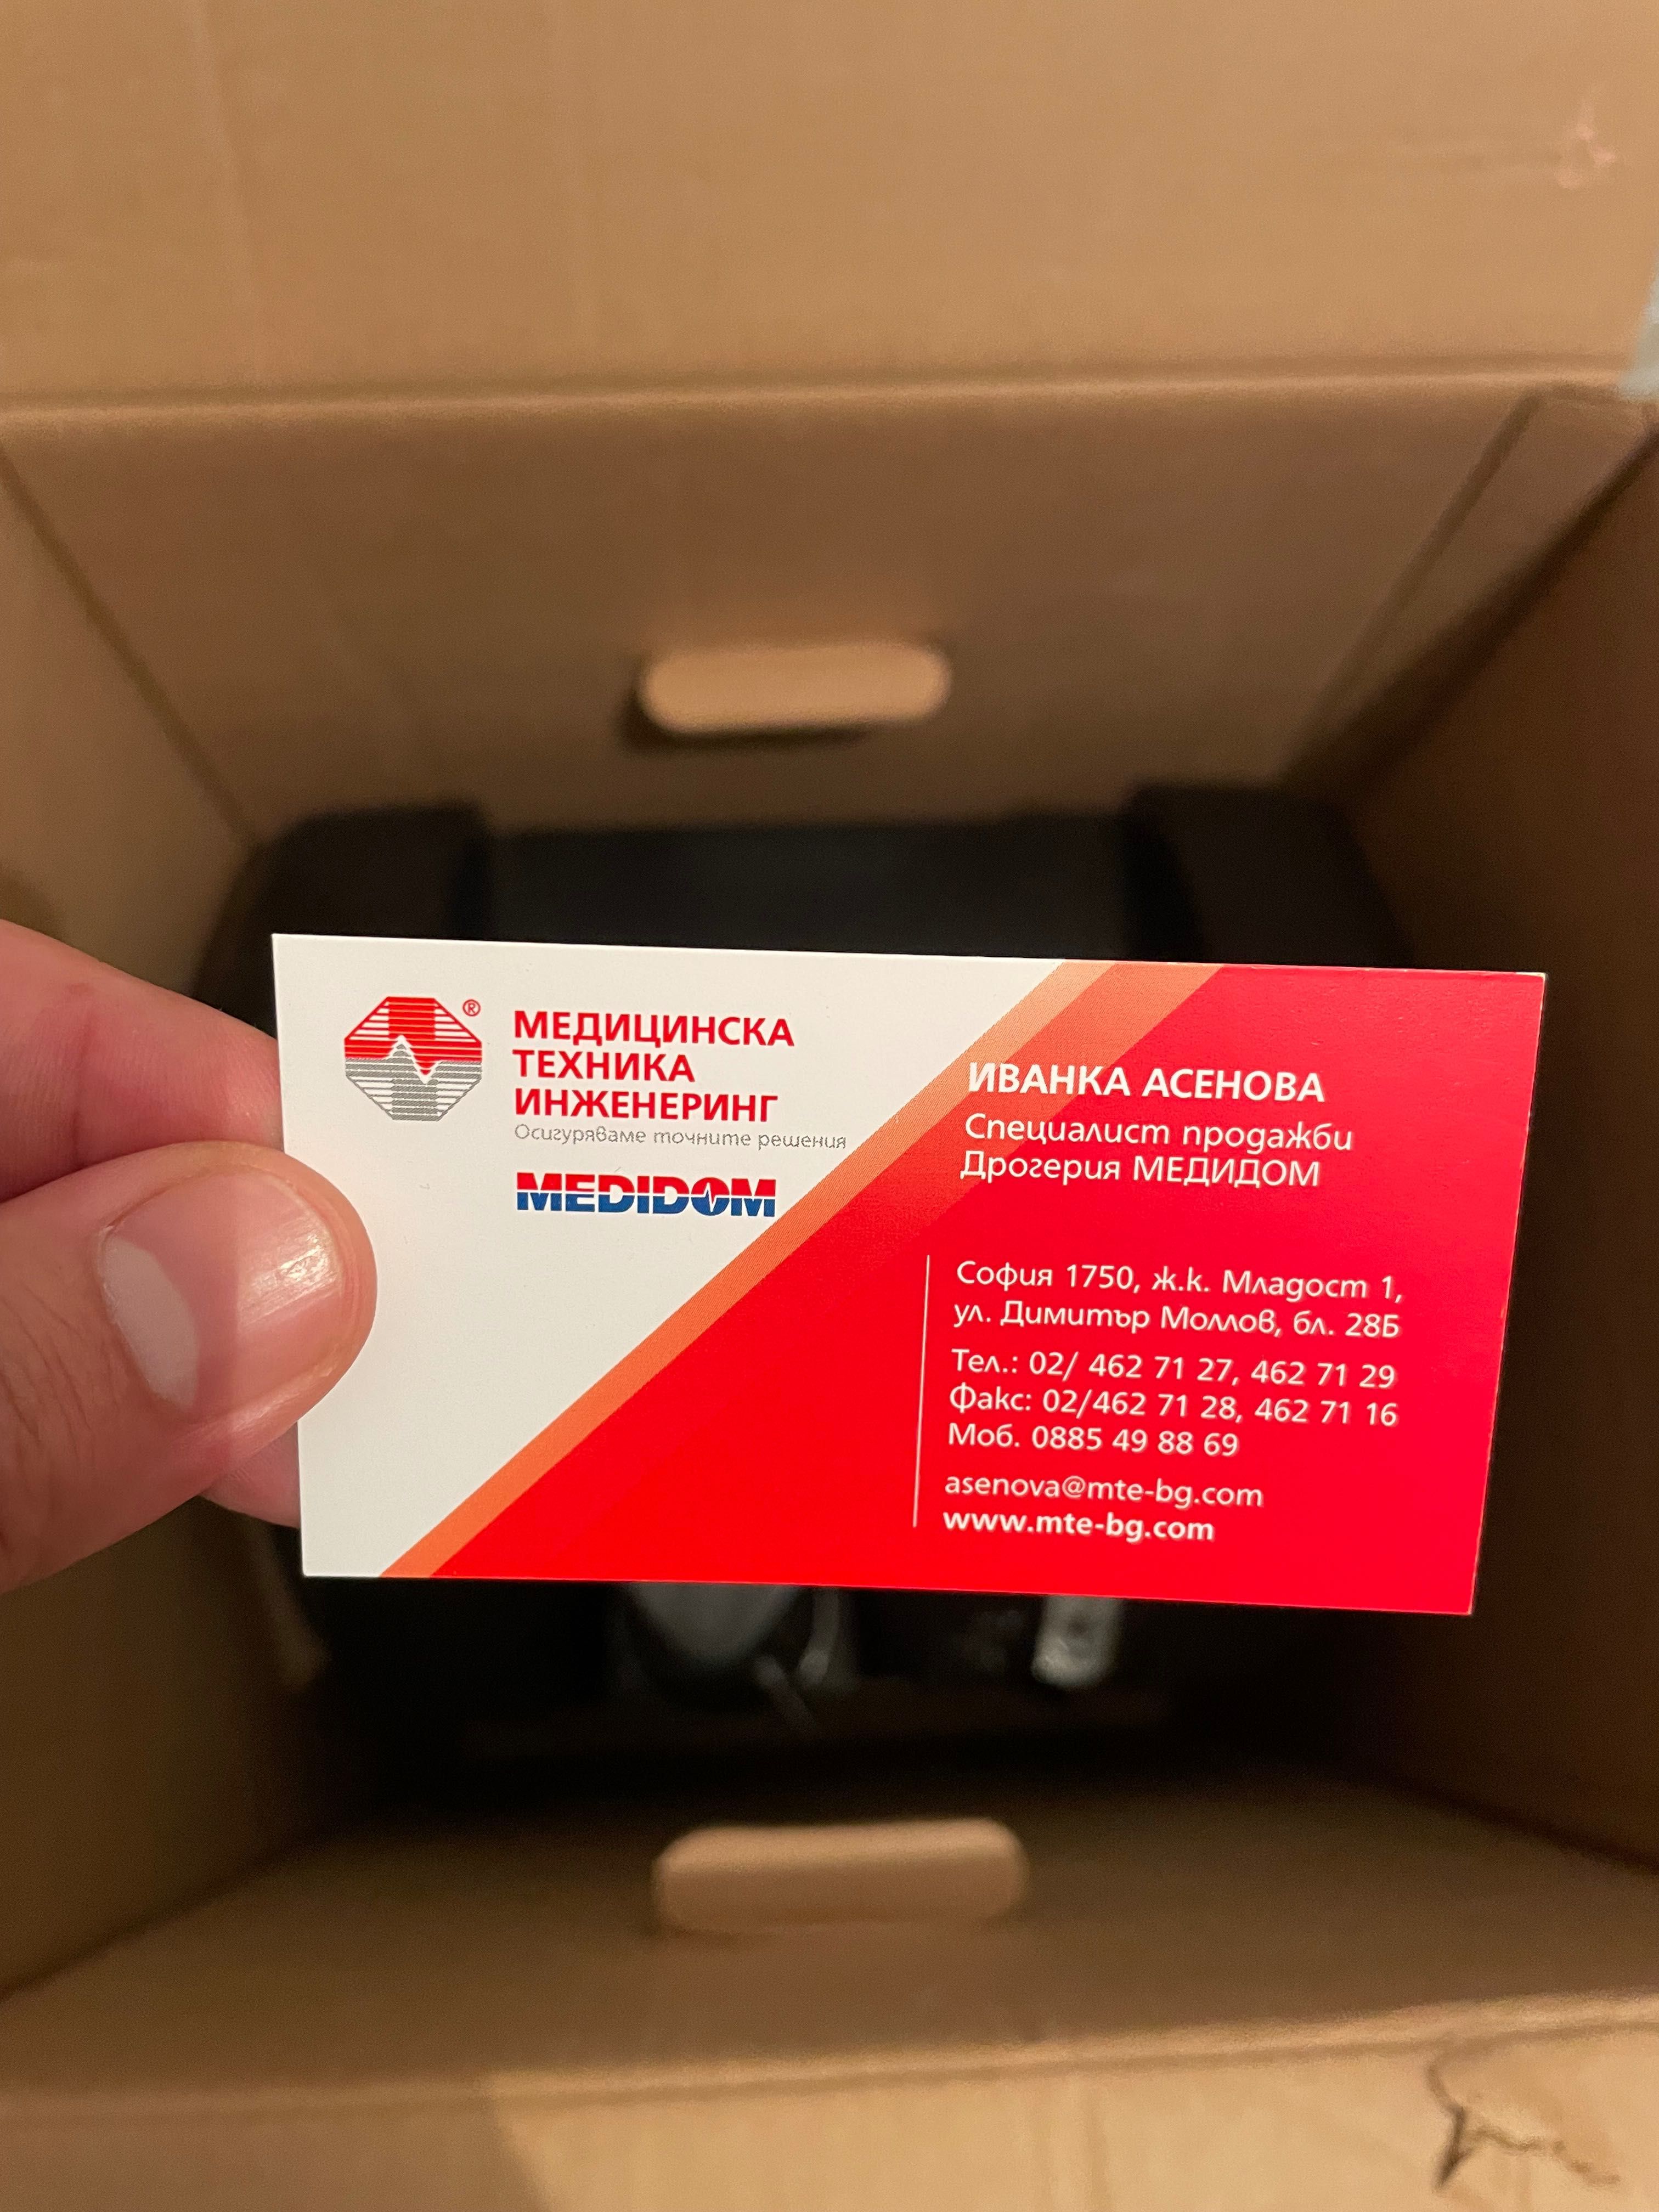 ®
МЕДИЦИНСКА
ТЕХНИКА
ИНЖЕНЕРИНГ
Осигуряваме точните решения
MEDIDOM
ИВАНКА АСЕНОВА
Специалист продажби
Дрогерия МЕДИДОМ
София 1750, ж.к. Младост 1,
ул. Димитър Моллов, бл. 28Б
Тел.: 02/ 462 71 27, 462 71 29
Факс: 02/462 71 28, 462 71 16
Моб. 0885 49 88 69
asenova@mte-bg.com
www.mte-bg.com